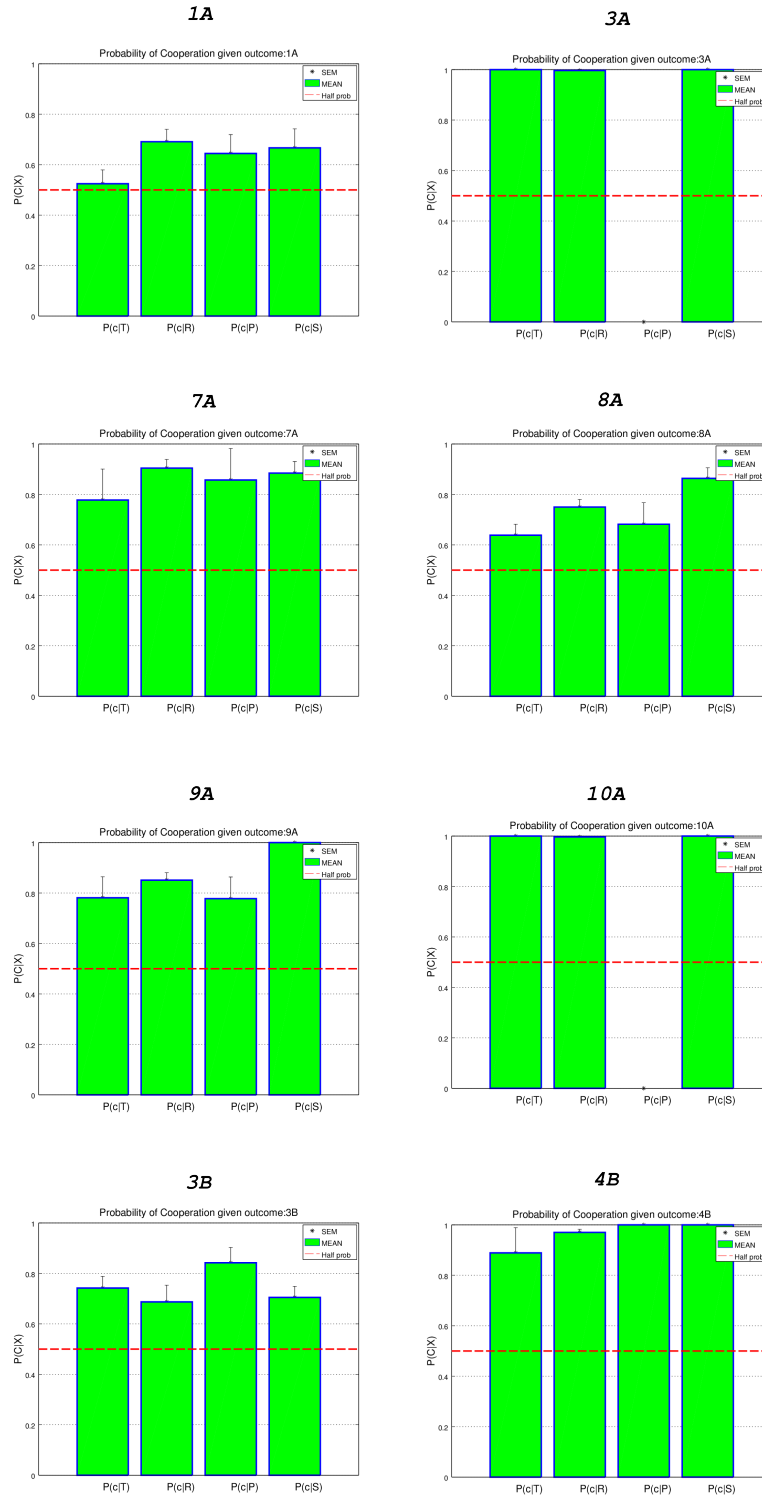 1A
Probability of Cooperation given outcome:1A
1
0.8
0.6
0.4
0.2
0
P(C|X)
SEM
MEAN
Half prob
P(c|T) P(c|R) P(c|P) P(c|S)
3A
Probability of Cooperation given outcome:3A
1
0.8
0.6
0.4
0.2
0
P(C|X)
SEM
MEAN
Half prob
P(c|T) P(c|R) P(c|P) P(c|S)
7A
Probability of Cooperation given outcome:7A
1
0.8
0.6
0.4
0.2
0
P(C|X)
SEM
MEAN
Half prob
P(c|T) P(c|R) P(c|P) P(c|S)
8A
Probability of Cooperation given outcome:8A
1
0.8
0.6
0.4
0.2
0
P(C|X)
SEM
MEAN
Half prob
P(c|T) P(c|R) P(c|P) P(c|S)
9A
Probability of Cooperation given outcome:9A
1
0.8
0.6
0.4
0.2
0
P(C|X)
SEM
MEAN
Half prob
P(c|T) P(c|R) P(c|P) P(c|S)
10A
Probability of Cooperation given outcome:10A
1
0.8
0.6
0.4
0.2
0
P(C|X)
SEM
MEAN
Half prob
P(c|T) P(c|R) P(c|P) P(c|S)
3B
Probability of Cooperation given outcome:3B
1
0.8
0.6
0.4
0.2
0
P(C|X)
SEM
MEAN
Half prob
P(c|T) P(c|R) P(c|P) P(c|S)
4B
Probability of Cooperation given outcome:4B
1
0.8
0.6
0.4
0.2
0
P(C|X)
SEM
MEAN
Half prob
P(c|T) P(c|R) P(c|P) P(c|S)